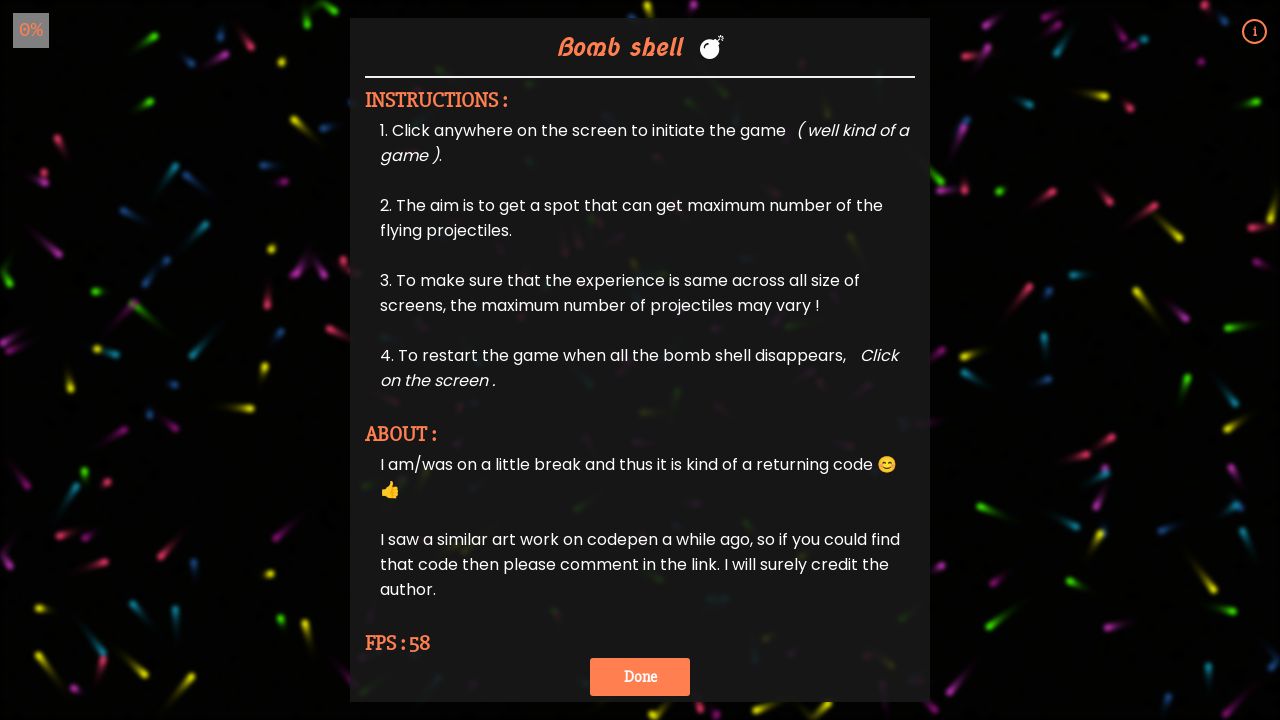 0%
i
Bomb shell 💣
INSTRUCTIONS :
1. Click anywhere on the screen to initiate the game ( well kind of a
game ).
2. The aim is to get a spot that can get maximum number of the
flying projectiles.
3. To make sure that the experience is same across all size of
screens, the maximum number of projectiles may vary !
4. To restart the game when all the bomb shell disappears, Click
on the screen .
ABOUT :
I am/was on a little break and thus it is kind of a returning code 😊
👍
I saw a similar art work on codepen a while ago, so if you could find
that code then please comment in the link. I will surely credit the
author.
FPS : 58
Done